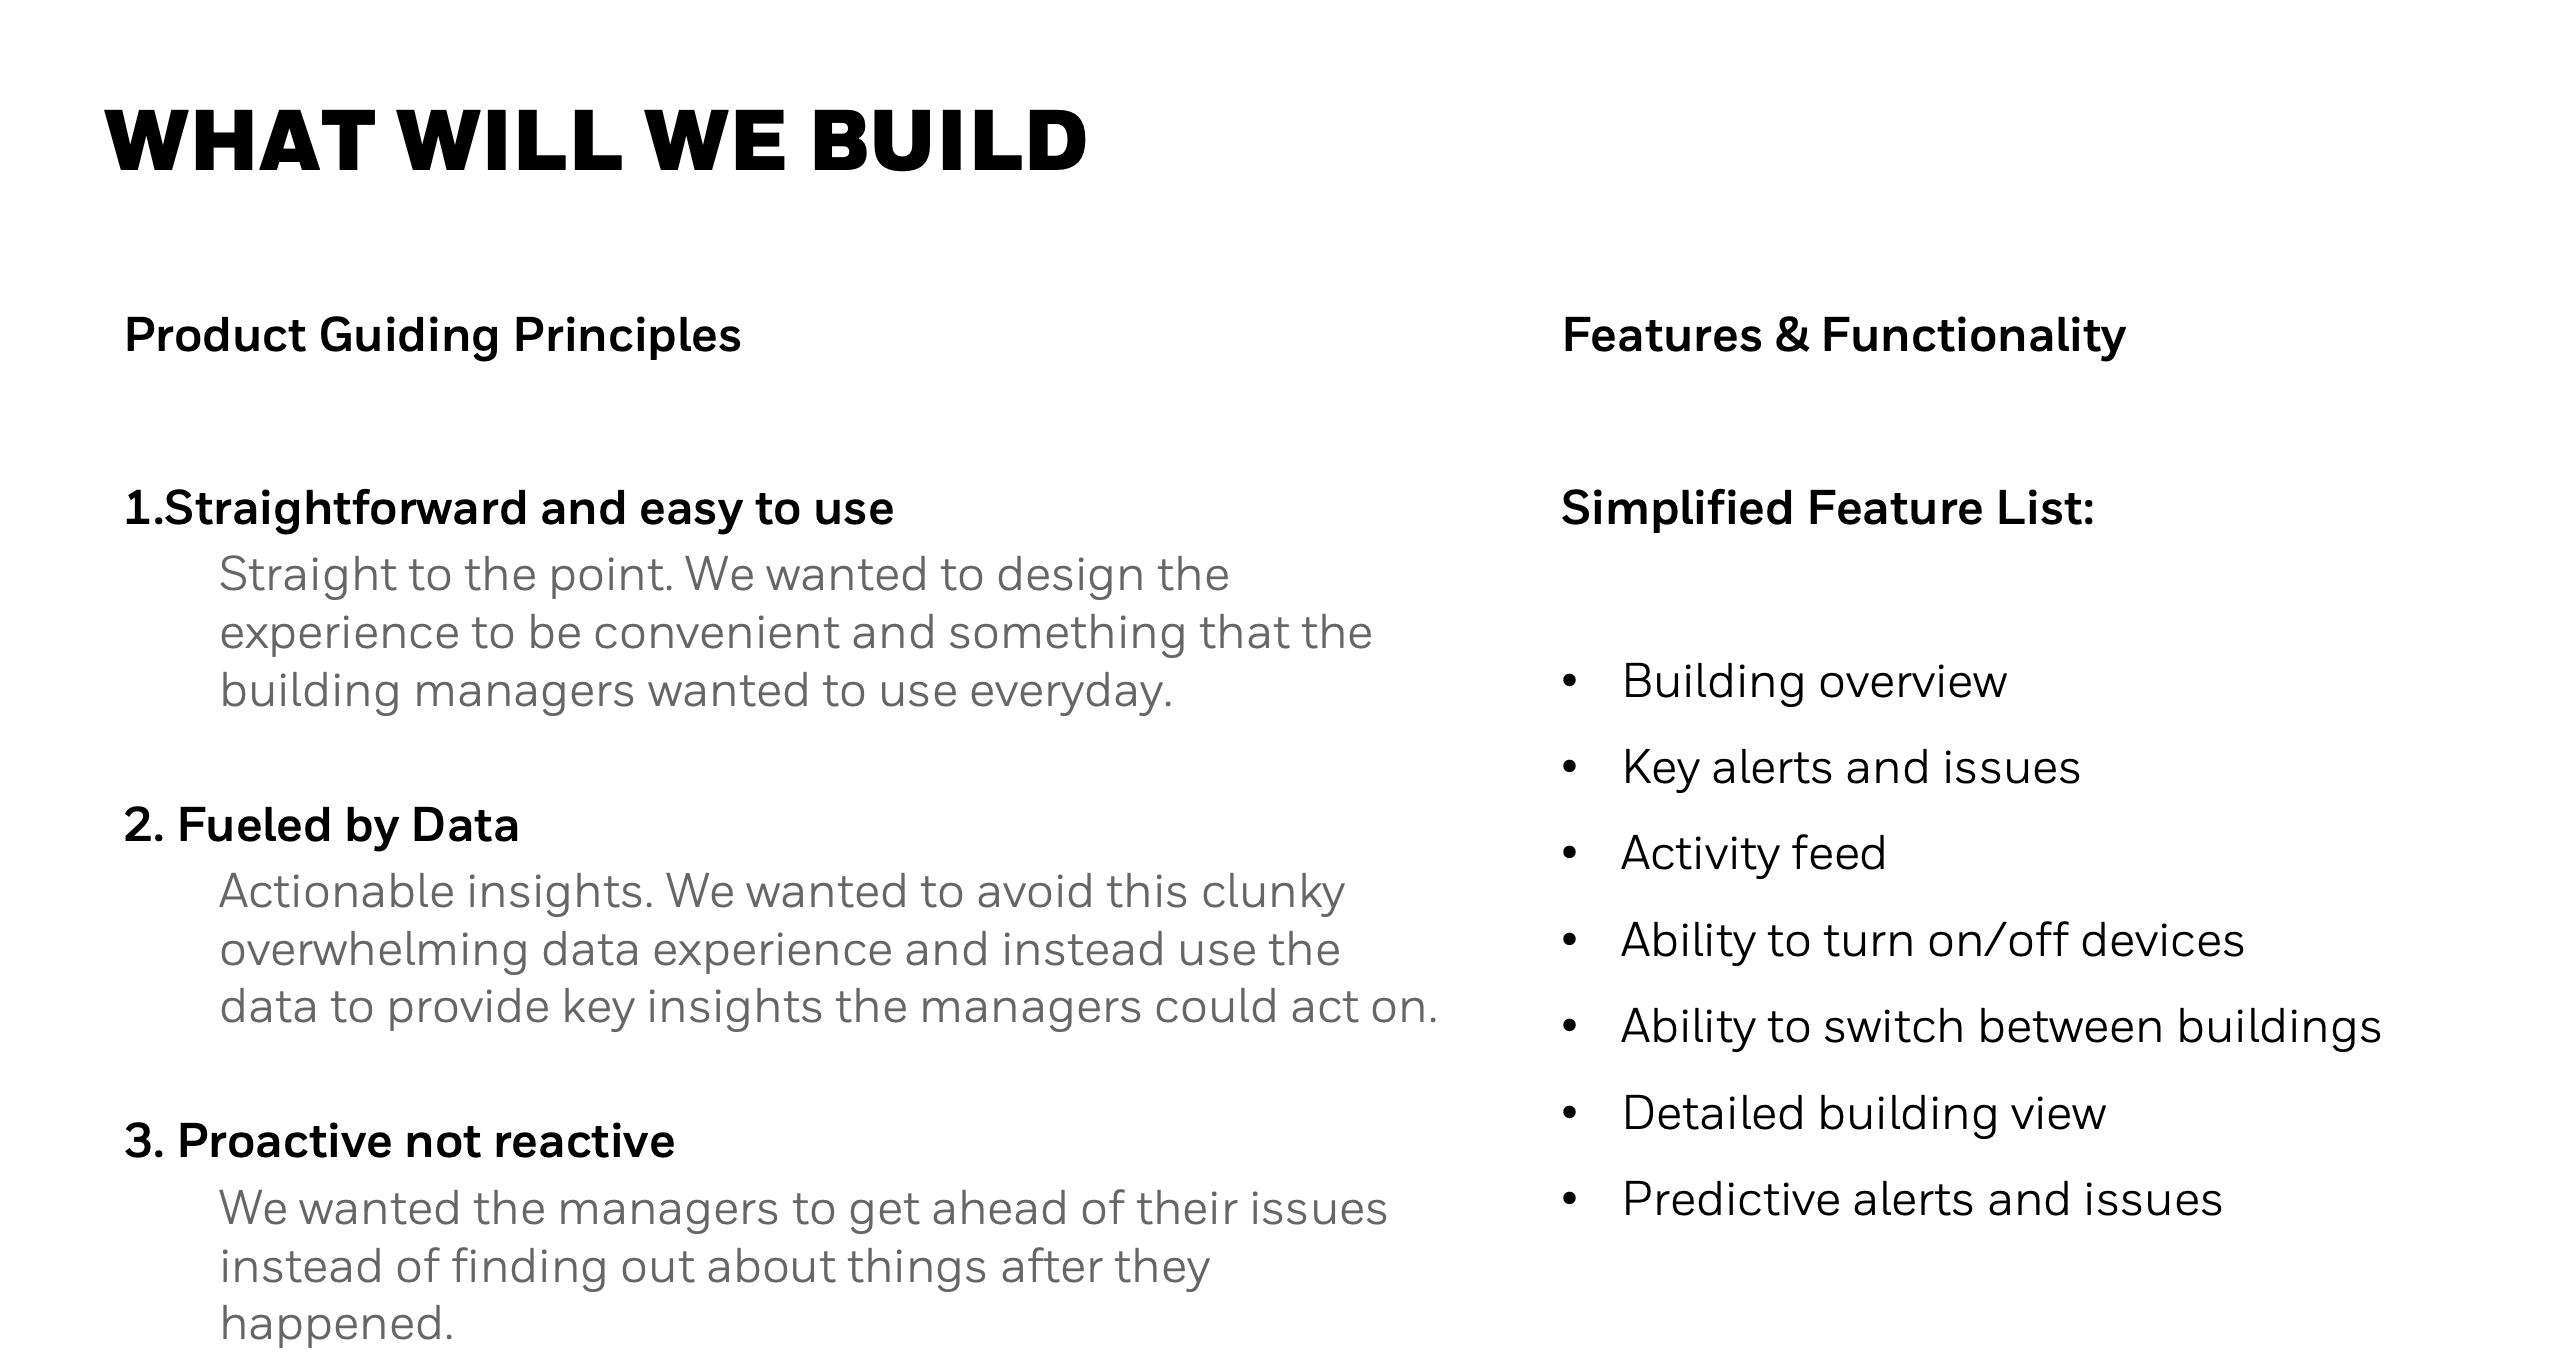 WHAT WILL WE BUILD
Product Guiding Principles
1.Straightforward and easy to use
Straight to the point. We wanted to design the
experience to be convenient and something that the
building managers wanted to use everyday.
2. Fueled by Data
Actionable insights. We wanted to avoid this clunky
overwhelming data experience and instead use the
data to provide key insights the managers could act on.
3. Proactive not reactive
We wanted the managers to get ahead of their issues
instead of finding out about things after they
happened.
Features & Functionality
Simplified Feature List:
• Building overview
• Key alerts and issues
• Activity feed
• Ability to turn on/off devices
• Ability to switch between buildings
• Detailed building view
• Predictive alerts and issues